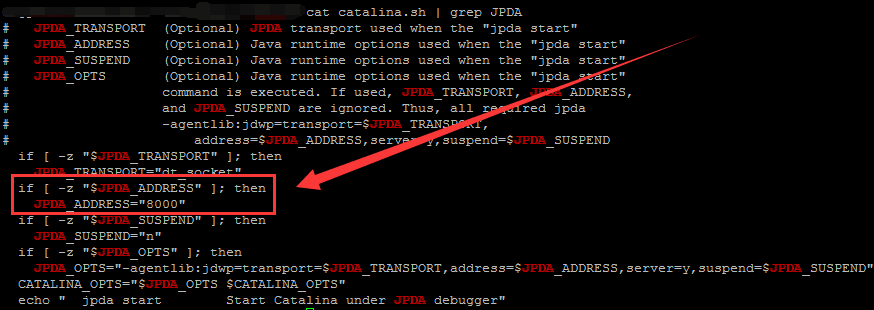 cat catalina.sh | grep JPDA
#   JPDA_TRANSPORT  (Optional) JPDA transport used when the "jpda start"
#   JPDA_ADDRESS    (Optional) Java runtime options used when the "jpda start"
#   JPDA_SUSPEND    (Optional) Java runtime options used when the "jpda start"
#   JPDA_OPTS       (Optional) Java runtime options used when the "jpda start"
#                   command is executed. If used, JPDA_TRANSPORT, JPDA_ADDRESS,
#                   and JPDA_SUSPEND are ignored. Thus, all required jpda
#                   -agentlib:jdwp=transport=$JPDA_TRANSPORT,
#                       address=$JPDA_ADDRESS,server=y,suspend=$JPDA_SUSPEND
  if [ -z "$JPDA_TRANSPORT" ]; then
    JPDA_TRANSPORT="dt_socket"
  if [ -z "$JPDA_ADDRESS" ]; then
    JPDA_ADDRESS="8000"
  if [ -z "$JPDA_SUSPEND" ]; then
    JPDA_SUSPEND="n"
  if [ -z "$JPDA_OPTS" ]; then
    JPDA_OPTS="-agentlib:jdwp=transport=$JPDA_TRANSPORT,address=$JPDA_ADDRESS,server=y,suspend=$JPDA_SUSPEND"
  CATALINA_OPTS="$JPDA_OPTS $CATALINA_OPTS"
  echo "  jpda start        Start Catalina under JPDA debugger"